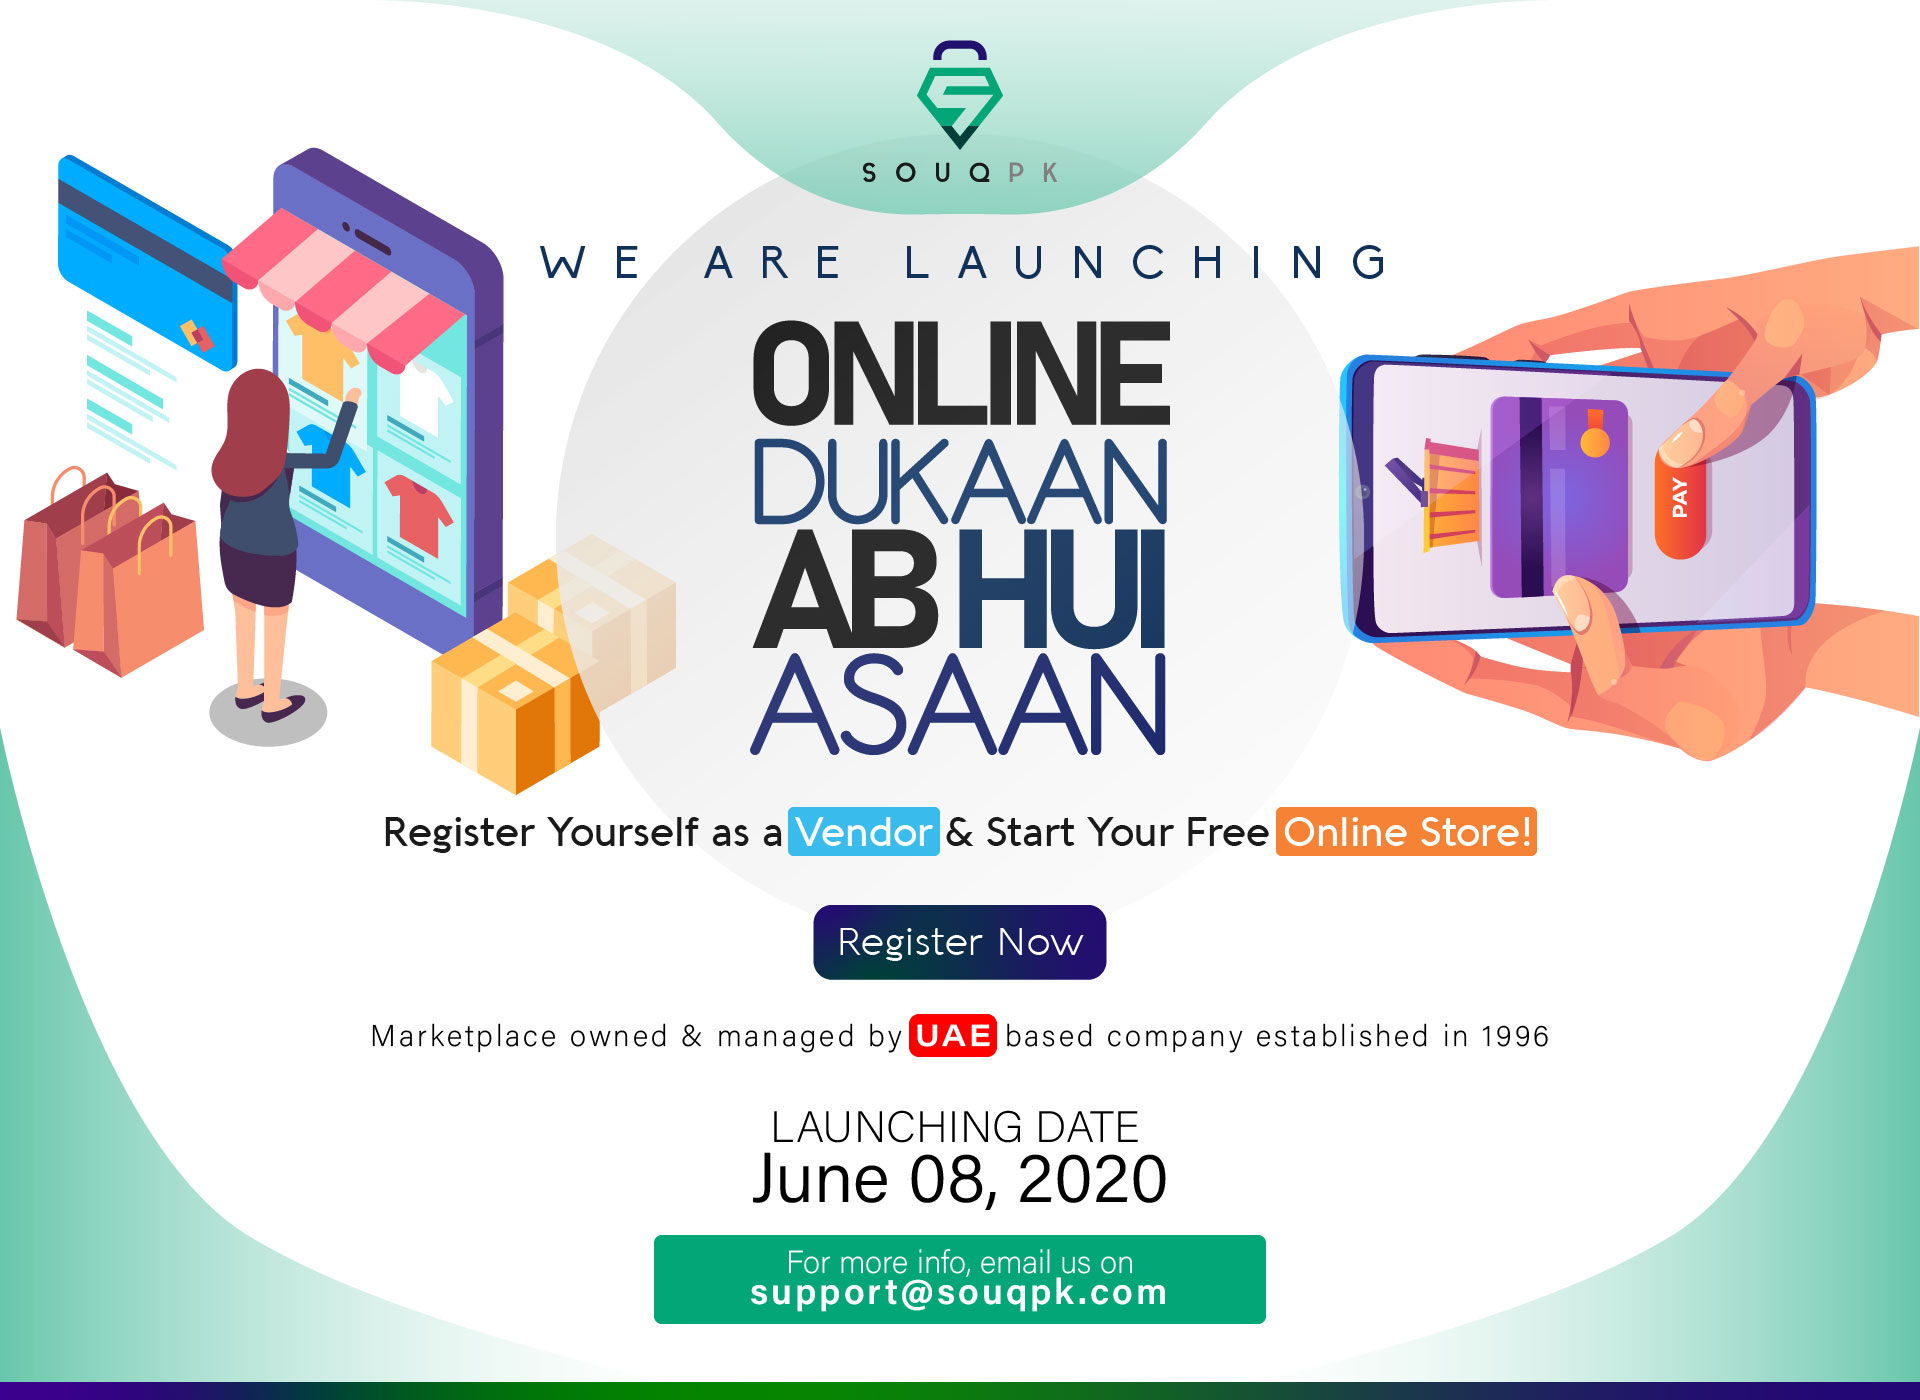 SOUQPK
WE ARE LAUNCHING
ONLINE
DUKAAN
AB HUI
ASAAN
PAY
Register Yourself as a Vendor & Start Your Free Online Store!
Register Now
Marketplace owned & managed by UAE based company established in 1996
LAUNCHING DATE
June 08, 2020
For more info, email us on
support@souqpk.com